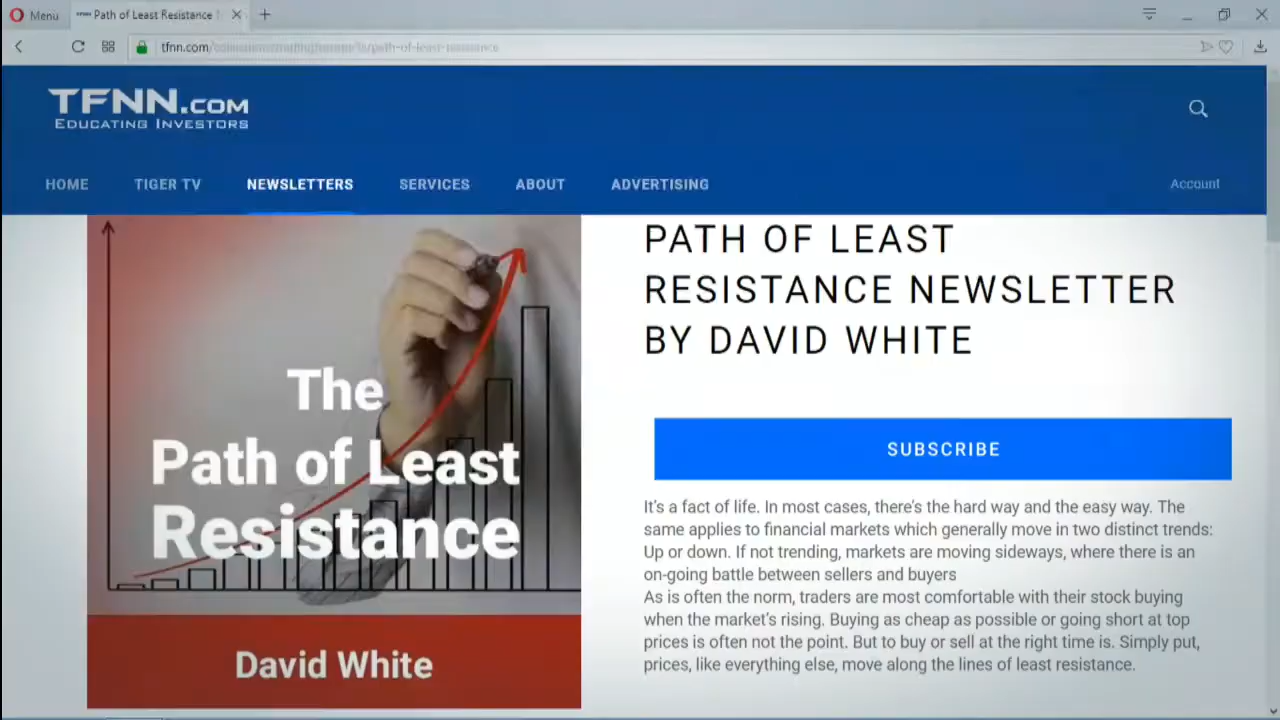 Menu
Path of Least Resistance
tfnn.com/
TFNN.COM
EDUCATING INVESTORS
HOME
TIGER TV
NEWSLETTERS
SERVICES
ABOUT
ADVERTISING
Account
The
Path of Least
Resistance
David White
PATH OF LEAST
RESISTANCE NEWSLETTER
BY DAVID WHITE
SUBSCRIBE
It's a fact of life. In most cases, there's the hard way and the easy way. The
same applies to financial markets which generally move in two distinct trends:
Up or down. If not trending, markets are moving sideways, where there is an
on-going battle between sellers and buyers
As is often the norm, traders are most comfortable with their stock buying
when the market's rising. Buying as cheap as possible or going short at top
prices is often not the point. But to buy or sell at the right time is. Simply put,
prices, like everything else, move along the lines of least resistance.